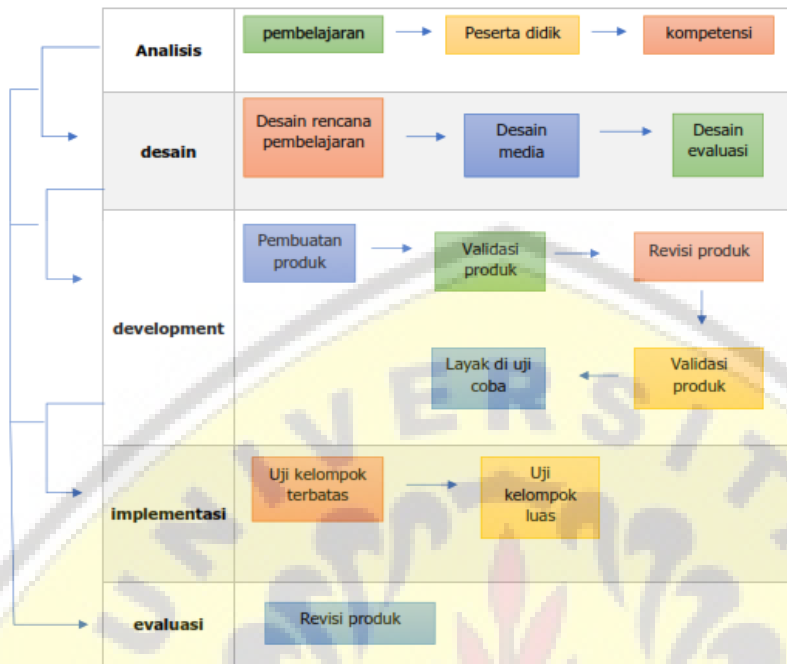 Analisis
pembelajaran
Peserta didik
kompetensi
desain
Desain rencana
pembelajaran
Desain
media
Desain
evaluasi
development
Pembuatan
produk
Validasi
produk
Revisi produk
Layak di uji
coba
Validasi
produk
implementasi
Uji kelompok
terbatas
Uji
kelompok
luas
evaluasi
Revisi produk
UNIVERSIT